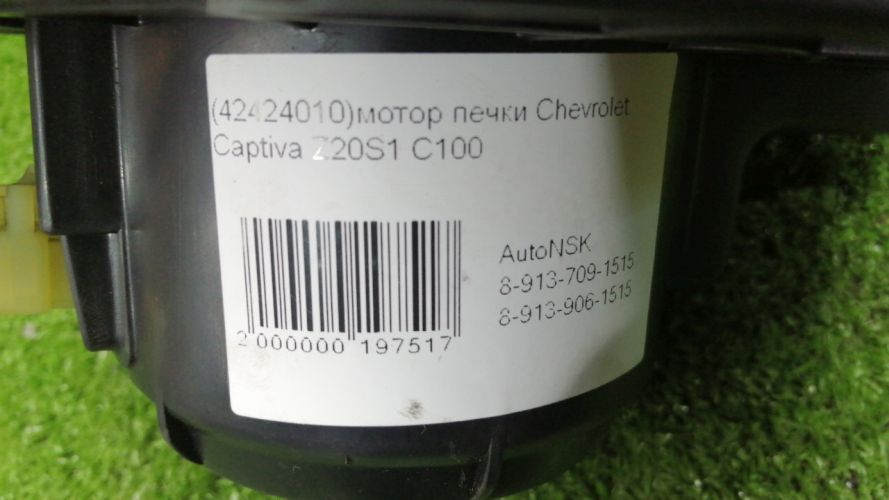 (42424010)мотор печки Chevrolet
Captiva Z20S1 C100
AutoNSK
8-913-709-1515
8-913-906-1515
2 000000 197517